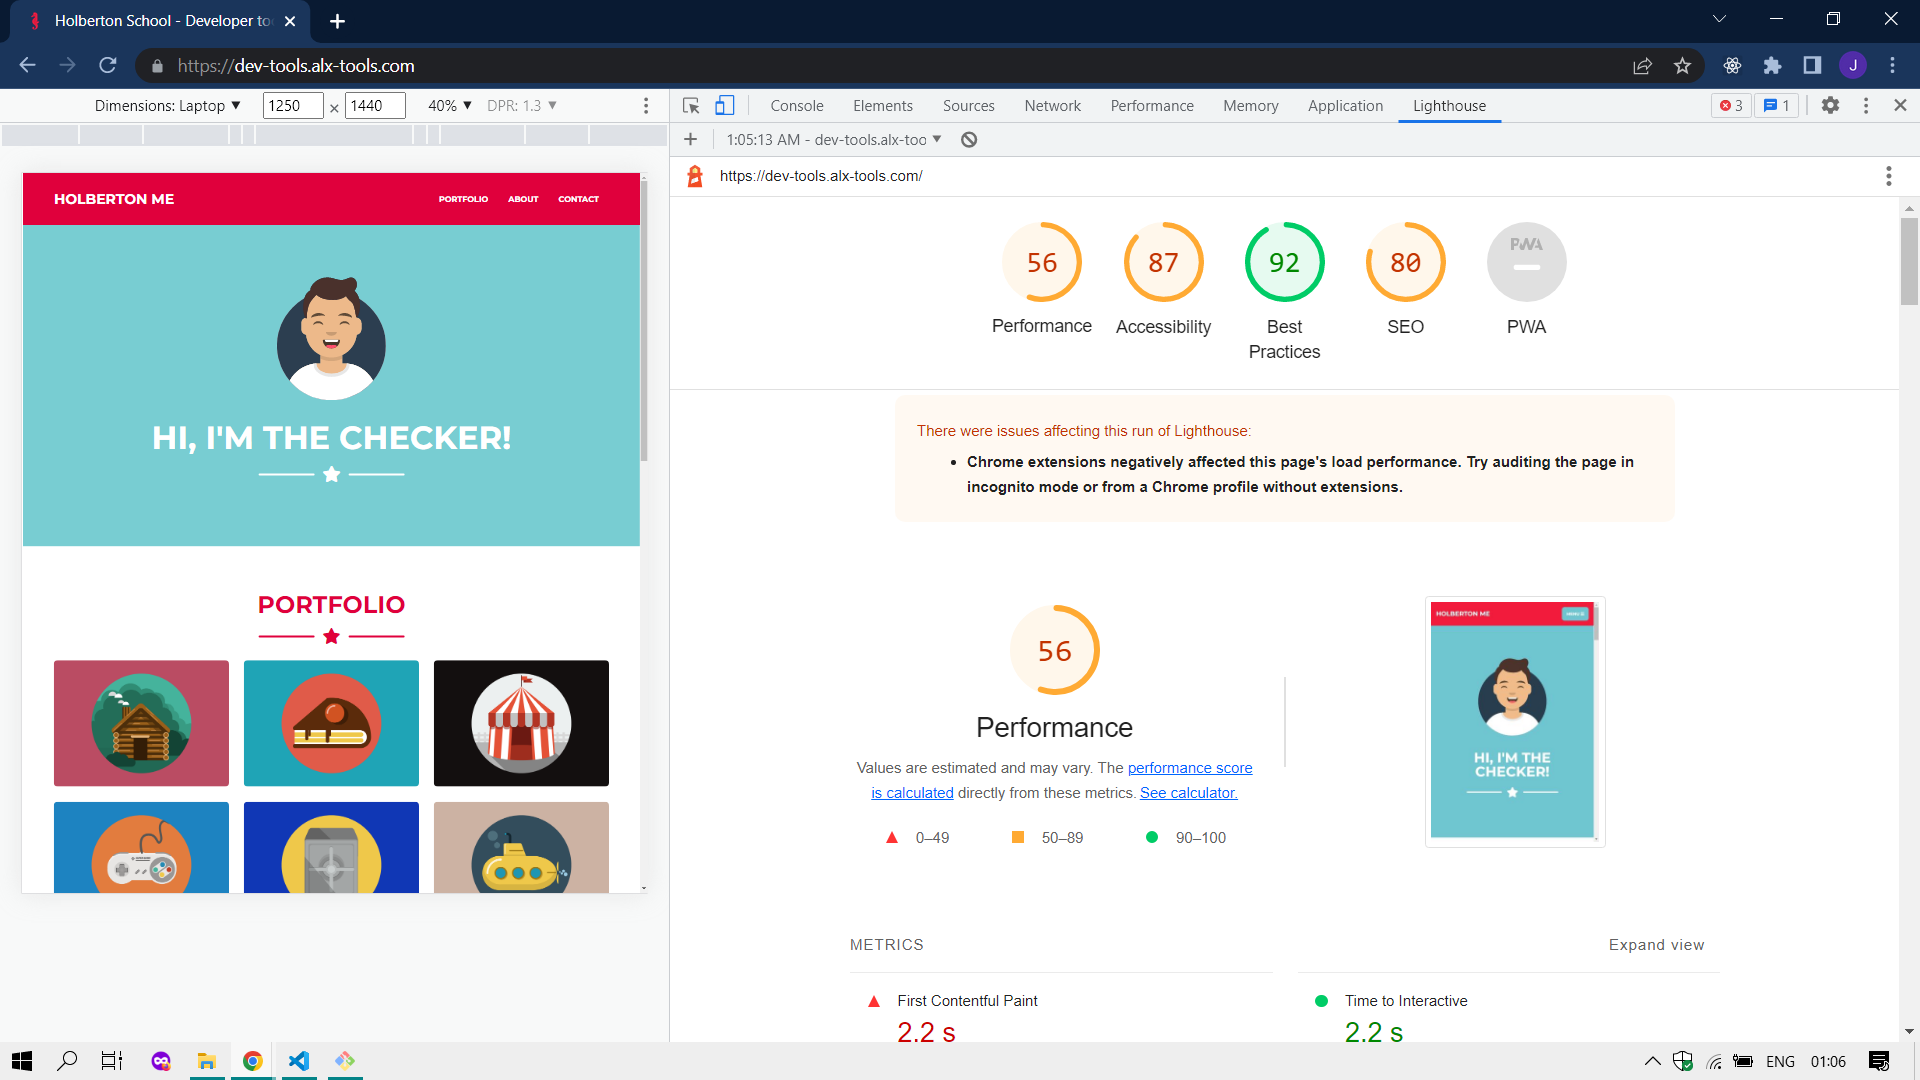 Holberton School - Developer to
https://dev-tools.alx-tools.com
J
Dimensions: Laptop ▼
1250
×
1440
40% ▼
DPR: 1.3 ▼
Console
Elements
Sources
Network
Performance
Memory
Application
Lighthouse
3
1
1:05:13 AM - dev-tools.alx-too ▼
https://dev-tools.alx-tools.com/
HOLBERTON ME
PORTFOLIO
ABOUT
CONTACT
HI, I'M THE CHECKER!
PORTFOLIO
56
87
92
80
PWA
Performance
Accessibility
Best
Practices
SEO
PWA
There were issues affecting this run of Lighthouse:
• Chrome extensions negatively affected this page's load performance. Try auditing the page in
incognito mode or from a Chrome profile without extensions.
56
Performance
Values are estimated and may vary. The performance score
is calculated directly from these metrics. See calculator.
0–49
50–89
90–100
HOLBERTON ME
HI, I'M THE
CHECKER!
METRICS
Expand view
First Contentful Paint
2.2 s
Time to Interactive
2.2 s
ENG
01:06